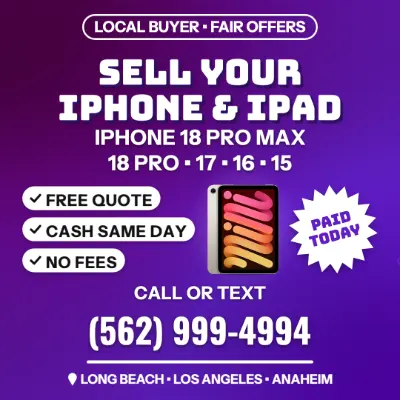 LOCAL BUYER • FAIR OFFERS
SELL YOUR
IPHONE & IPAD
IPHONE 18 PRO MAX
18 PRO • 17 • 16 • 15
✓ FREE QUOTE
✓ CASH SAME DAY
✓ NO FEES
PAID
TODAY
CALL OR TEXT
(562) 999-4994
LONG BEACH • LOS ANGELES • ANAHEIM